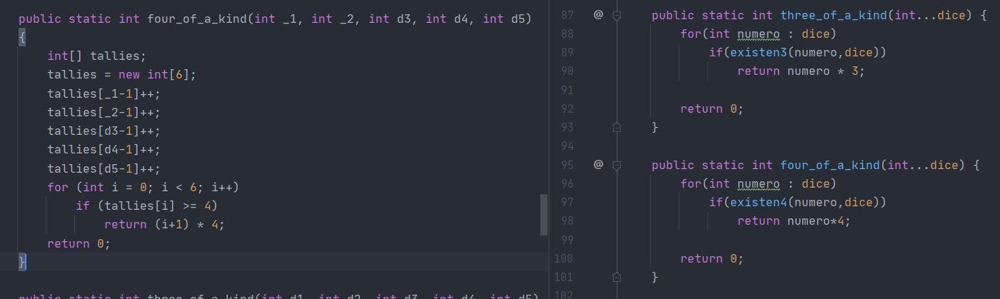 public static int four_of_a_kind(int _1, int _2, int d3, int d4, int d5)
{
    int[] tallies;
    tallies = new int[6];
    tallies[_1-1]++;
    tallies[_2-1]++;
    tallies[d3-1]++;
    tallies[d4-1]++;
    tallies[d5-1]++;
    for (int i = 0; i < 6; i++)
        if (tallies[i] >= 4)
            return (i+1) * 4;
    return 0;
}
public static int three_of_a_kind(int d1, int d2, int d3, int d4, int d5)
87 @ public static int three_of_a_kind(int...dice) {
88     for(int numero : dice)
89         if(existen3(numero,dice))
90             return numero * 3;
91
92     return 0;
93 }
94
95 @ public static int four_of_a_kind(int...dice) {
96     for(int numero : dice)
97         if(existen4(numero,dice))
98             return numero*4;
99
100     return 0;
101 }
102